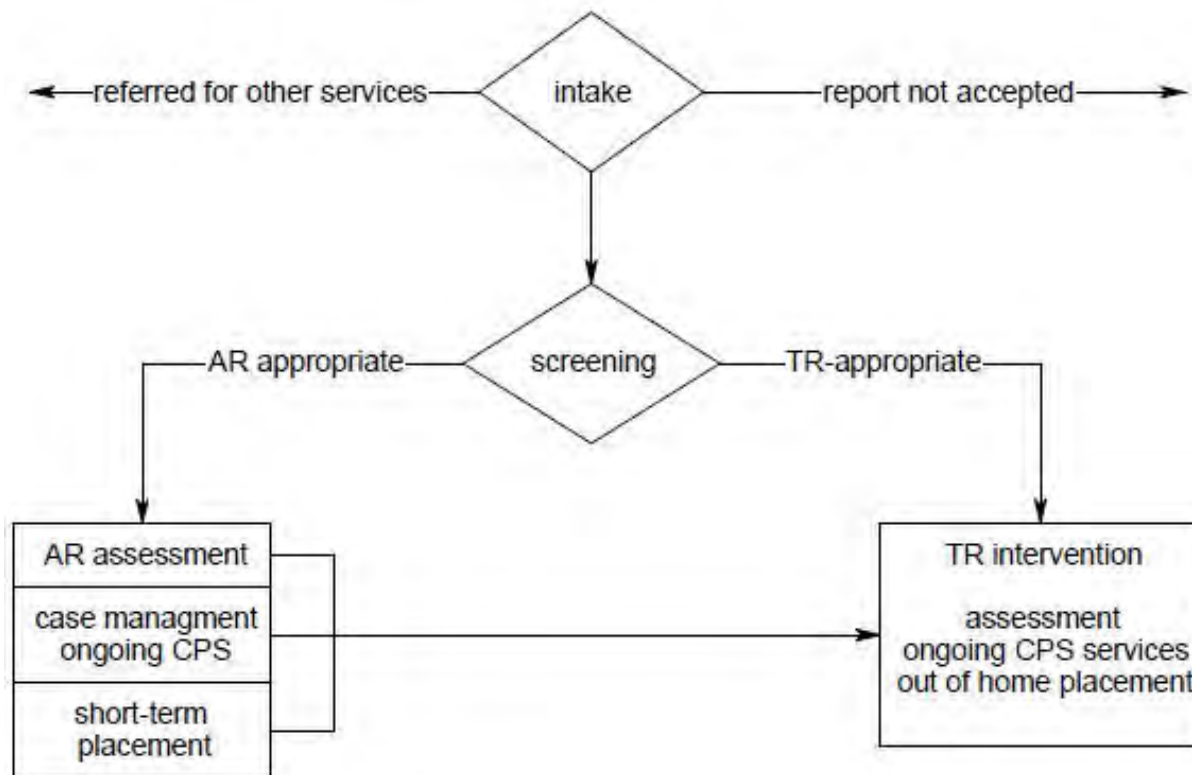 referred for other services
intake
report not accepted
AR appropriate
screening
TR-appropriate
AR assessment
case managment
ongoing CPS
short-term
placement
TR intervention
assessment
ongoing CPS services
out of home placement